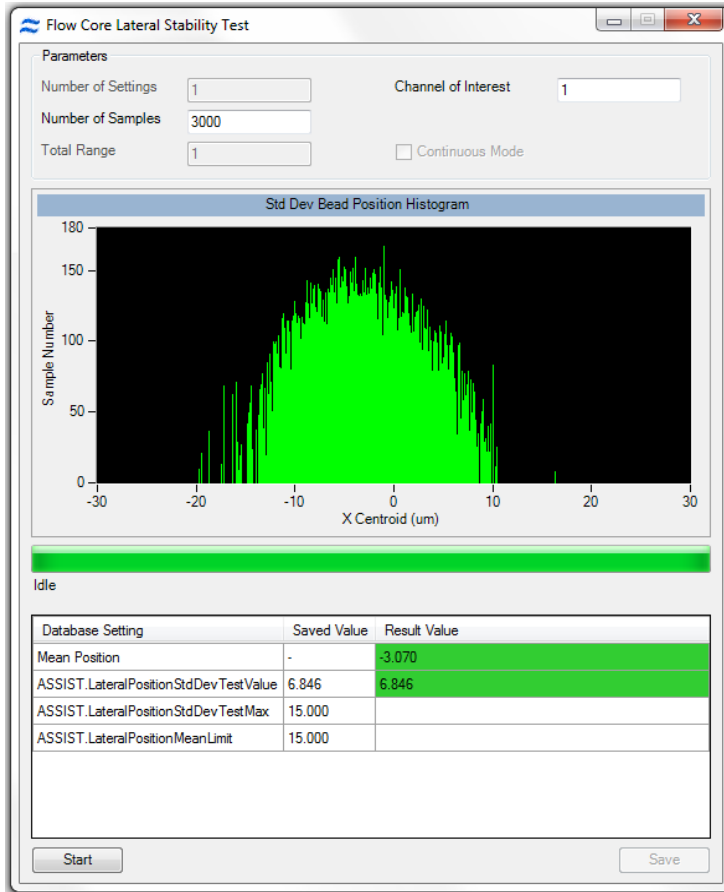 Flow Core Lateral Stability Test
Parameters
Number of Settings 1 Channel of Interest 1
Number of Samples 3000
Total Range 1 Continuous Mode
Std Dev Bead Position Histogram
180
150
100
50
0
Sample Number
-30 -20 -10 0 10 20 30
X Centroid (um)
Idle
Database Setting Saved Value Result Value
Mean Position - -3.070
ASSIST.LateralPositionStdDevTestValue 6.846 6.846
ASSIST.LateralPositionStdDevTestMax 15.000
ASSIST.LateralPositionMeanLimit 15.000
Start Save